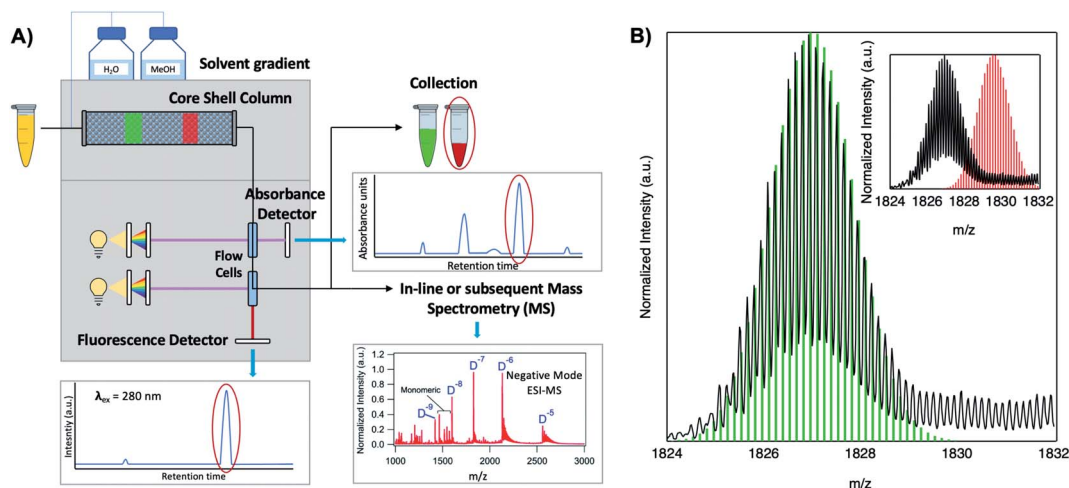 A)
H₂O
MeOH
Solvent gradient
Core Shell Column
Collection
Absorbance
Detector
Flow
Cells
Fluorescence Detector
Absorbance units
Retention time
In-line or subsequent Mass
Spectrometry (MS)
λex = 280 nm
Intesntiy (a.u.)
Retention time
Normalized Intensity (a.u.)
1.2
1.0
0.8
0.6
0.4
0.2
0.0
D⁻⁹
Monomeric
D⁻⁸
D⁻⁷
D⁻⁶
Negative Mode
ESI-MS
D⁻⁵
1000 1500 2000 2500 3000
m/z
B)
Normalized Intensity (a.u.)
1824 1826 1828 1830 1832
m/z
Normalized Intensity (a.u.)
1824 1826 1828 1830 1832
m/z